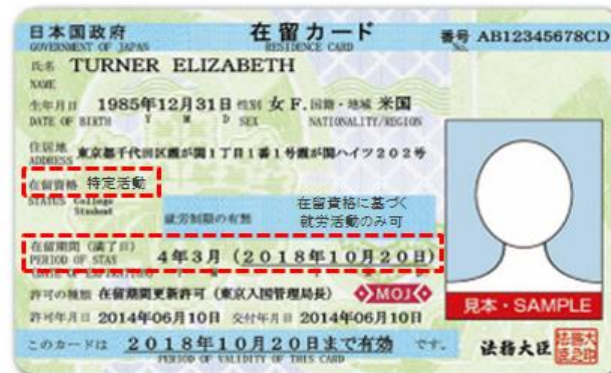 日本国政府 在留カード 番号 AB12345678CD
GOVERNMENT OF JAPAN RESIDENCE CARD No.
氏名 TURNER ELIZABETH
NAME
生年月日 1985年12月31日 性別 女 F. 国籍・地域 米国
DATE OF BIRTH Y M D SEX NATIONALITY/REGION
住居地 東京都千代田区霞が関1丁目1番1号霞が関ハイツ202号
ADDRESS
在留資格 特定活動
STATUS College
Student
就労制限の有無 在留資格に基づく
就労活動のみ可
在留期間(満了日) 4年3月(2018年10月20日)
PERIOD OF STAY
(DATE OF EXPIRATION) Y M Y M D
許可の種類 在留期間更新許可(東京入国管理局長) MOJ
許可年月日 2014年06月10日 交付年月日 2014年06月10日
見本・SAMPLE
このカードは 2018年10月20日まで有効 です。
PERIOD OF VALIDITY OF THIS CARD
法務大臣